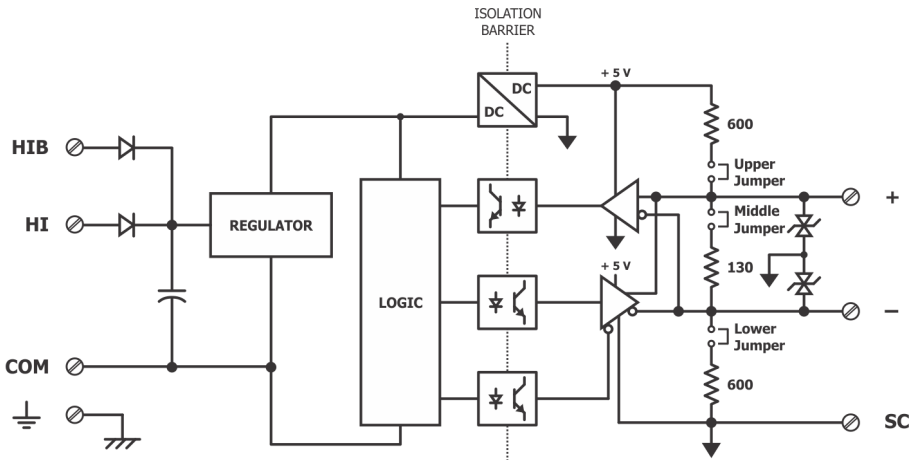 ISOLATION
BARRIER
+ 5 V
DC
DC
600
HIB
Upper
Jumper
+
HI
REGULATOR
Middle
Jumper
+ 5 V
130
LOGIC
−
Lower
Jumper
COM
600
SC